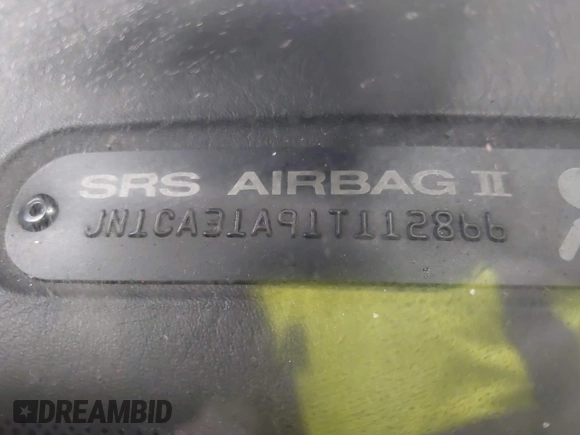 SRS AIRBAG II
JN1CA31A91T112866
DREAMBID